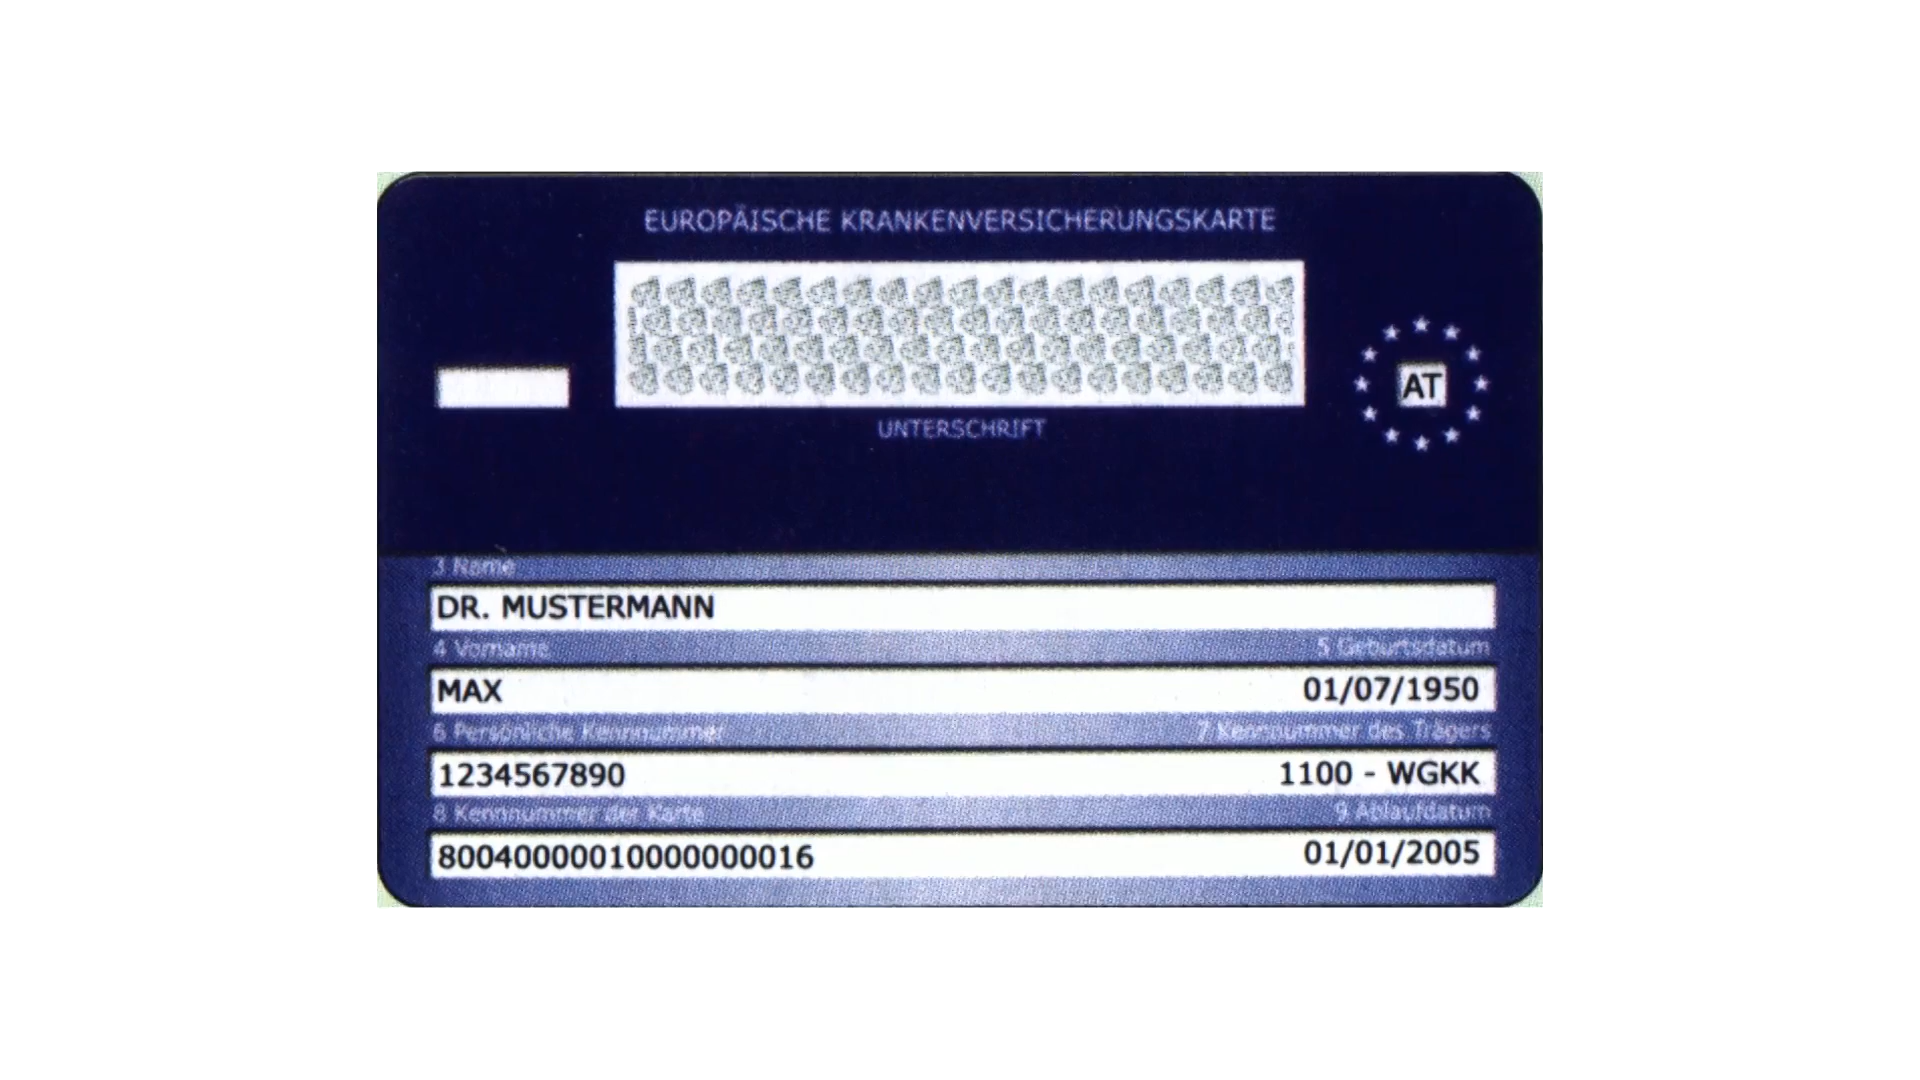 EUROPÄISCHE KRANKENVERSICHERUNGSKARTE
AT
UNTERSCHRIFT
3 Name
DR. MUSTERMANN
4 Vorname 5 Geburtsdatum
MAX 01/07/1950
6 Persönliche Kennnummer 7 Kennnummer des Trägers
1234567890 1100 - WGKK
8 Kennnummer der Karte 9 Ablaufdatum
80040000010000000016 01/01/2005